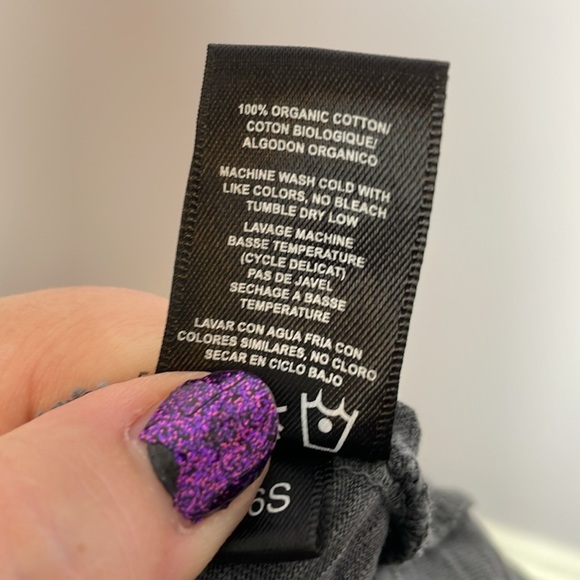 100% ORGANIC COTTON/
COTON BIOLOGIQUE/
ALGODON ORGANICO
MACHINE WASH COLD WITH
LIKE COLORS, NO BLEACH
TUMBLE DRY LOW
LAVAGE MACHINE
BASSE TEMPERATURE
(CYCLE DELICAT)
PAS DE JAVEL
SECHAGE A BASSE
TEMPERATURE
LAVAR CON AGUA FRIA CON
COLORES SIMILARES, NO CLORO
SECAR EN CICLO BAJO
6S